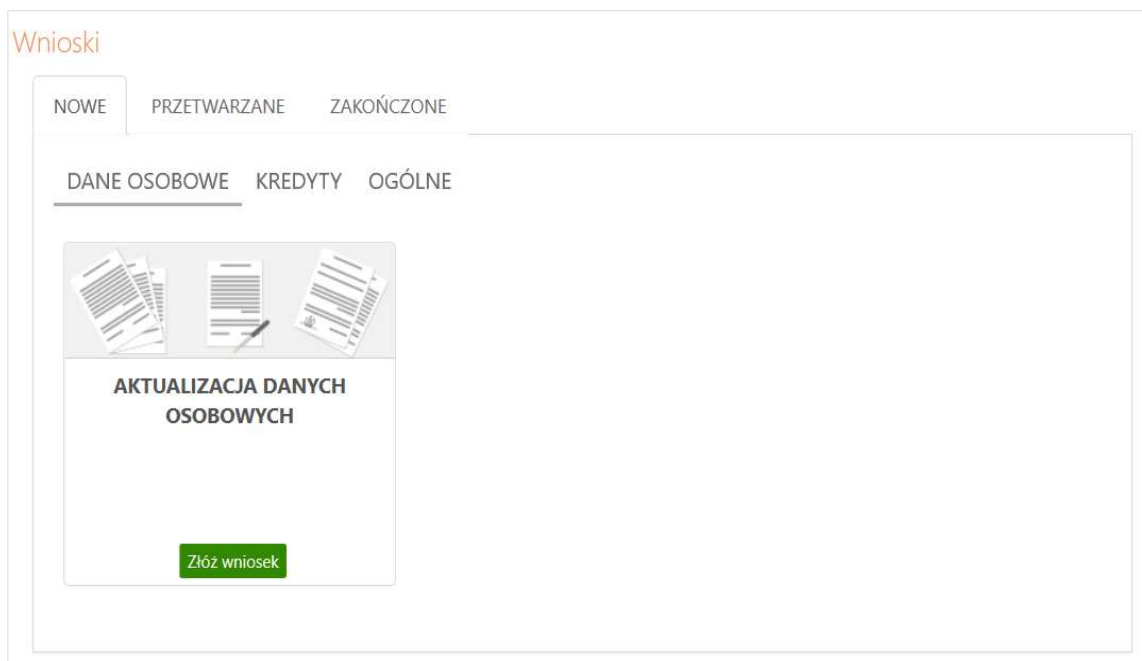 Wnioski
NOWE PRZETWARZANE ZAKOŃCZONE
DANE OSOBOWE KREDYTY OGÓLNE
AKTUALIZACJA DANYCH
OSOBOWYCH
Złóż wniosek